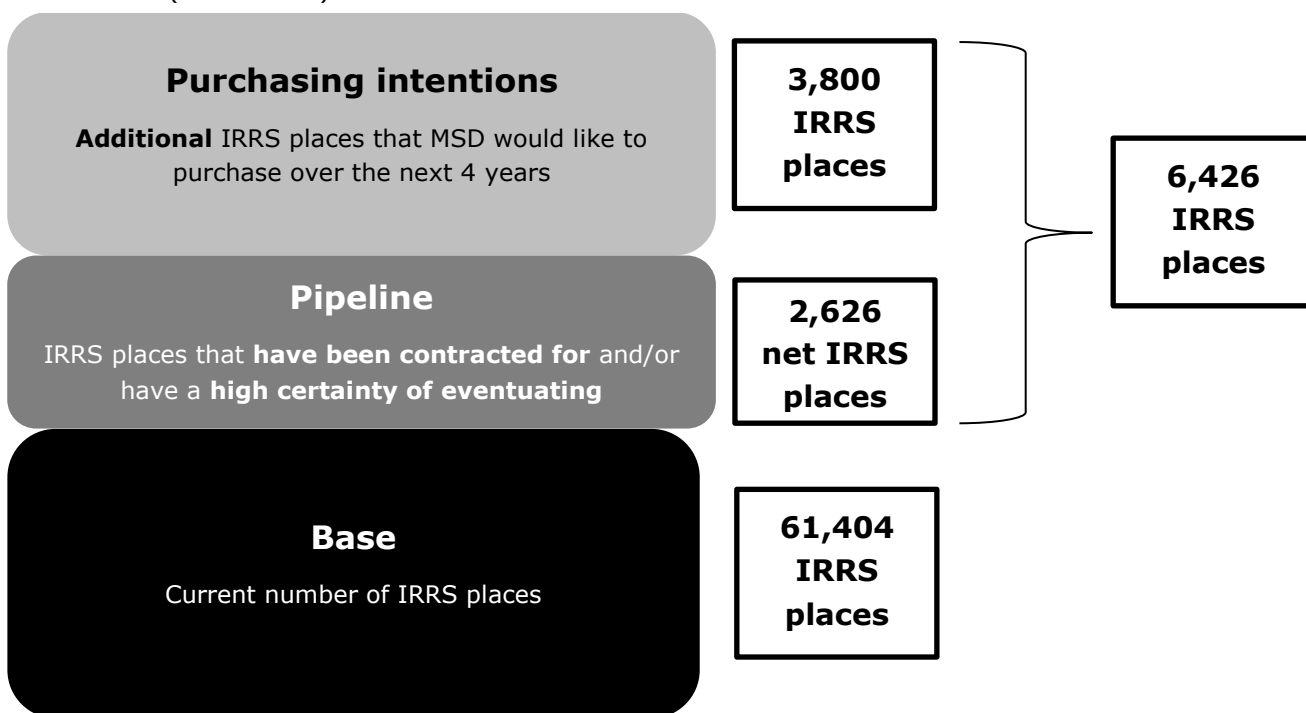 Purchasing intentions
Additional IRRS places that MSD would like to
purchase over the next 4 years
3,800
IRRS
places
6,426
IRRS
places
Pipeline
IRRS places that have been contracted for and/or
have a high certainty of eventuating
2,626
net IRRS
places
Base
Current number of IRRS places
61,404
IRRS
places